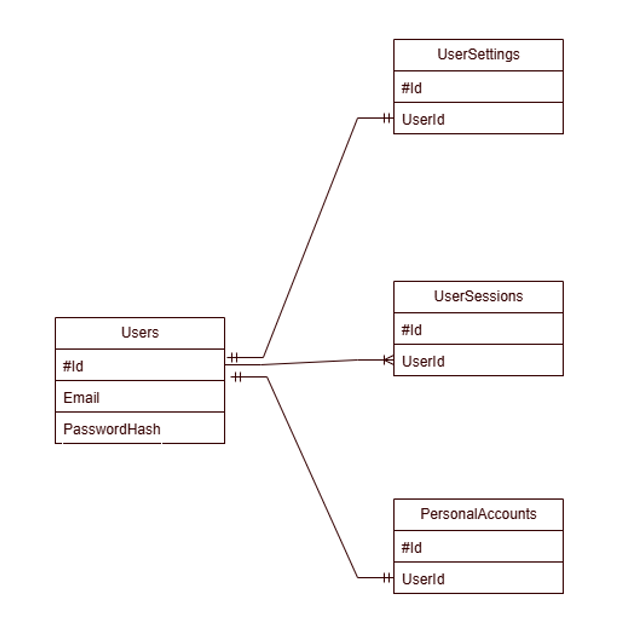 UserSettings
#Id
UserId
UserSessions
#Id
UserId
Users
#Id
Email
PasswordHash
PersonalAccounts
#Id
UserId